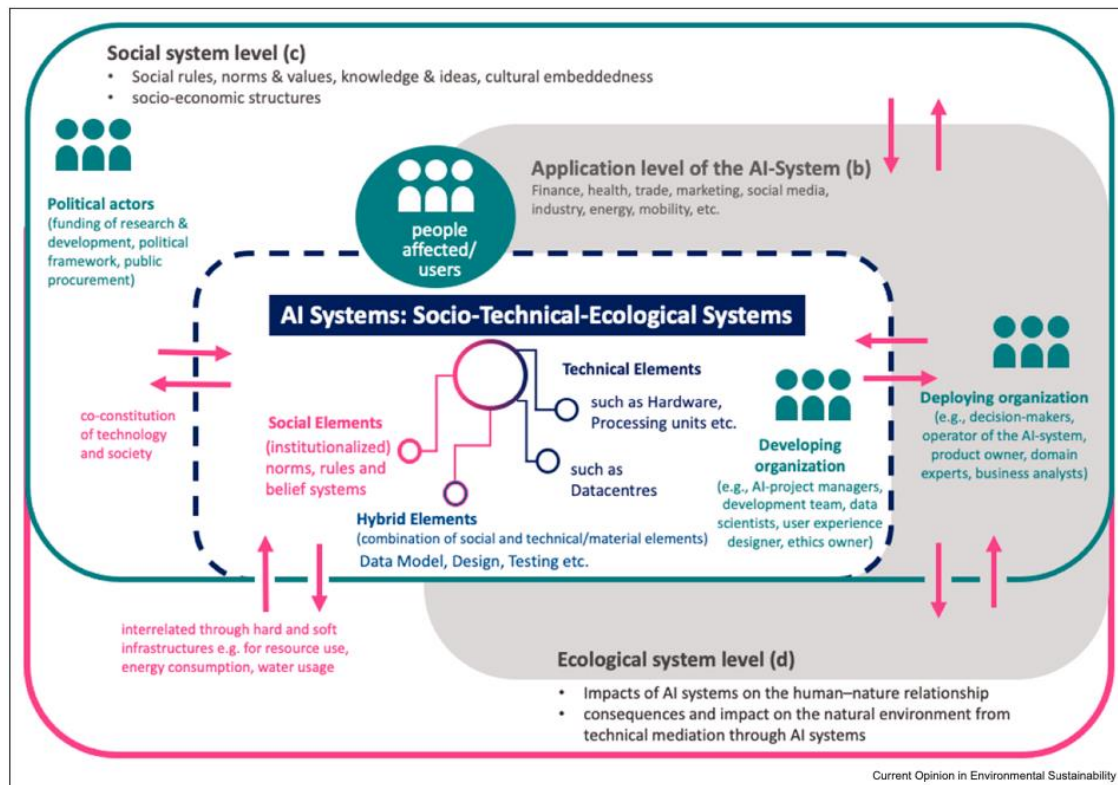 Social system level (c)
• Social rules, norms & values, knowledge & ideas, cultural embeddedness
• socio-economic structures
Political actors
(funding of research &
development, political
framework, public
procurement)
people
affected/
users
Application level of the AI-System (b)
Finance, health, trade, marketing, social media,
industry, energy, mobility, etc.
AI Systems: Socio-Technical-Ecological Systems
Technical Elements
such as Hardware,
Processing units etc.
such as
Datacentres
Social Elements
(institutionalized)
norms, rules and
belief systems
Hybrid Elements
(combination of social and technical/material elements)
Data Model, Design, Testing etc.
Developing
organization
(e.g., AI-project managers,
development team, data
scientists, user experience
designer, ethics owner)
Deploying organization
(e.g., decision-makers,
operator of the AI-system,
product owner, domain
experts, business analysts)
co-constitution
of technology
and society
interrelated through hard and soft
infrastructures e.g. for resource use,
energy consumption, water usage
Ecological system level (d)
• Impacts of AI systems on the human–nature relationship
• consequences and impact on the natural environment from
technical mediation through AI systems
Current Opinion in Environmental Sustainability